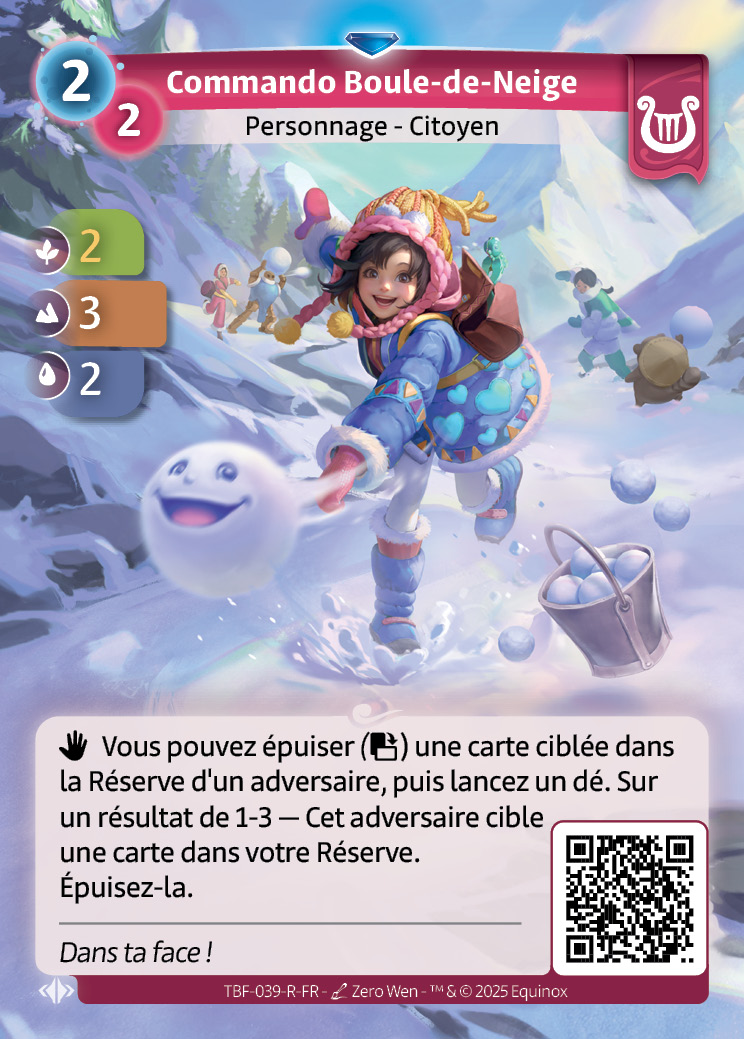 2
Commando Boule-de-Neige
2
Personnage - Citoyen
2
3
2
Vous pouvez épuiser () une carte ciblée dans
la Réserve d'un adversaire, puis lancez un dé. Sur
un résultat de 1-3 — Cet adversaire cible
une carte dans votre Réserve.
Épuisez-la.
Dans ta face !
TBF-039-R-FR - Zero Wen - ™ & © 2025 Equinox